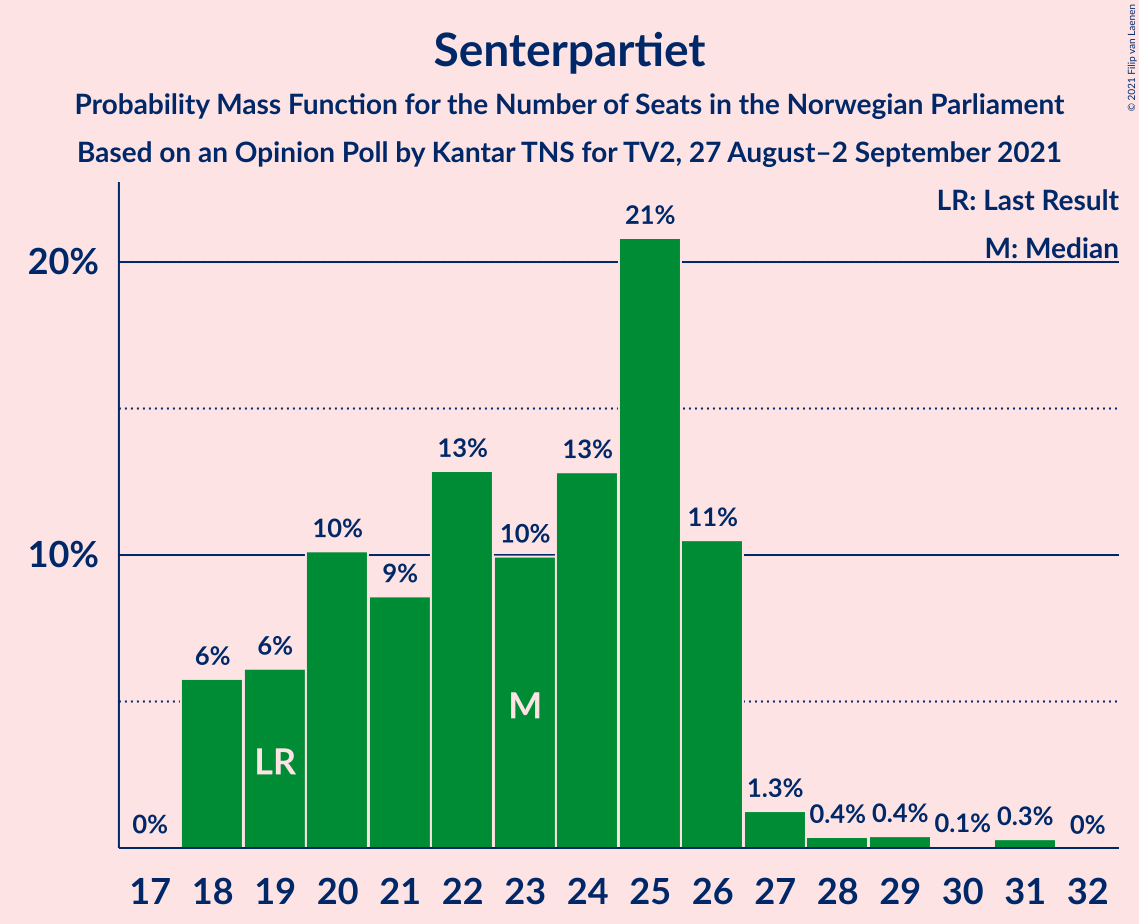 Senterpartiet
Probability Mass Function for the Number of Seats in the Norwegian Parliament
Based on an Opinion Poll by Kantar TNS for TV2, 27 August–2 September 2021
© 2021 Filip van Laenen
LR: Last Result
M: Median
20%
10%
0%
6%
6%
10%
9%
13%
10%
13%
21%
11%
1.3%
0.4%
0.4%
0.1%
0.3%
0%
LR
M
17 18 19 20 21 22 23 24 25 26 27 28 29 30 31 32